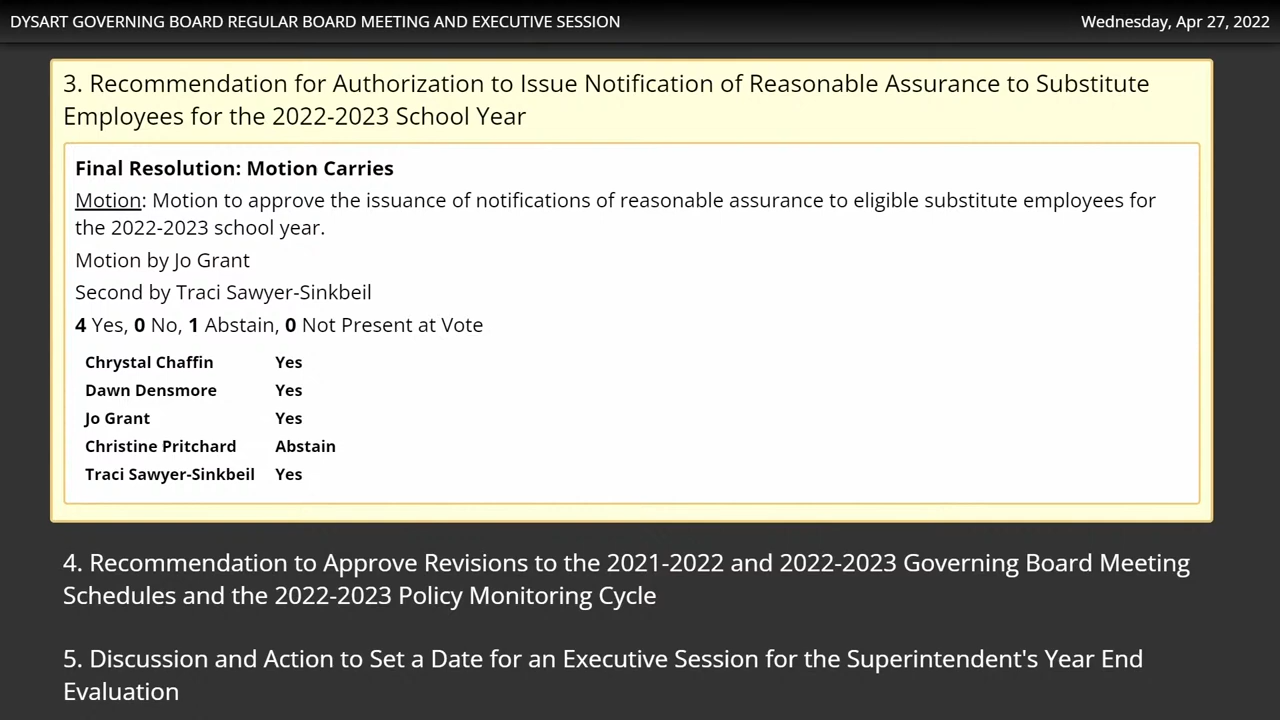 DYSART GOVERNING BOARD REGULAR BOARD MEETING AND EXECUTIVE SESSION
Wednesday, Apr 27, 2022
3. Recommendation for Authorization to Issue Notification of Reasonable Assurance to Substitute
Employees for the 2022-2023 School Year
Final Resolution: Motion Carries
Motion: Motion to approve the issuance of notifications of reasonable assurance to eligible substitute employees for
the 2022-2023 school year.
Motion by Jo Grant
Second by Traci Sawyer-Sinkbeil
4 Yes, 0 No, 1 Abstain, 0 Not Present at Vote
Chrystal Chaffin Yes
Dawn Densmore Yes
Jo Grant Yes
Christine Pritchard Abstain
Traci Sawyer-Sinkbeil Yes
4. Recommendation to Approve Revisions to the 2021-2022 and 2022-2023 Governing Board Meeting
Schedules and the 2022-2023 Policy Monitoring Cycle
5. Discussion and Action to Set a Date for an Executive Session for the Superintendent's Year End
Evaluation